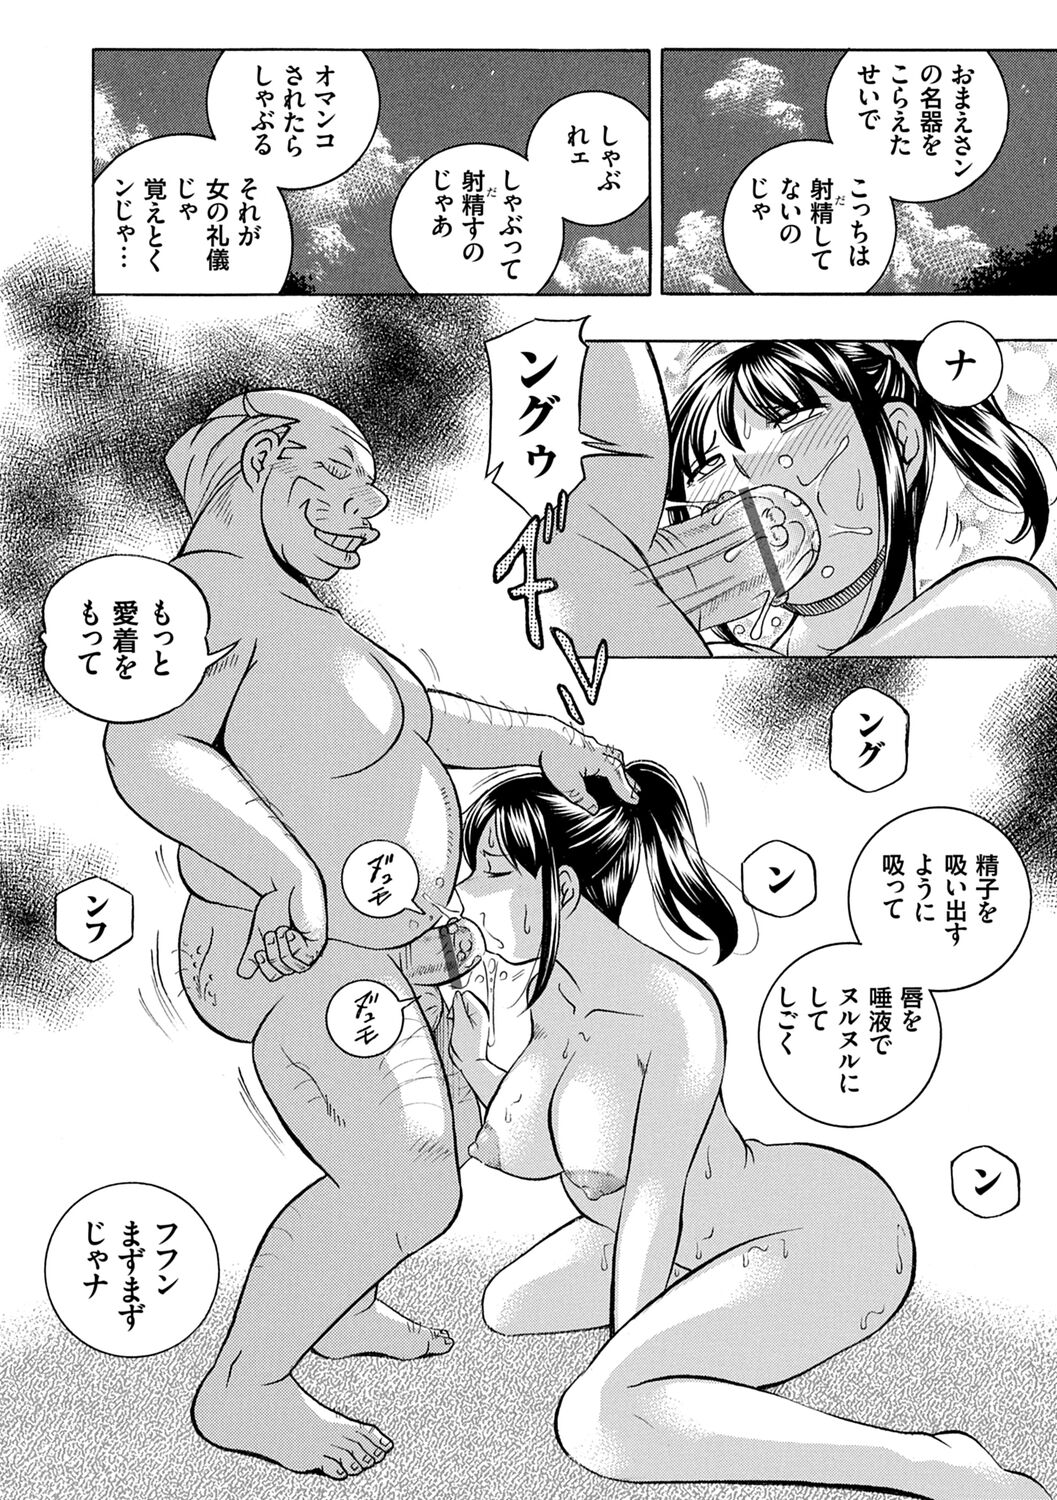 おまえさン
の名器を
こらえた
せいで
こっちは
射精して
ないの
じゃ
しゃぶ
れェ
しゃぶって
射精すの
じゃあ
オマンコ
されたら
しゃぶる
それが
女の礼儀
じゃ
覚えとく
ンじゃ…
ナ
ングゥ
もっと
愛着を
もって
ング
ン
精子を
吸い出す
ように
吸って
唇を
唾液で
ヌルヌルに
して
しごく
ンフ
ン
フフン
まずまず
じゃナ